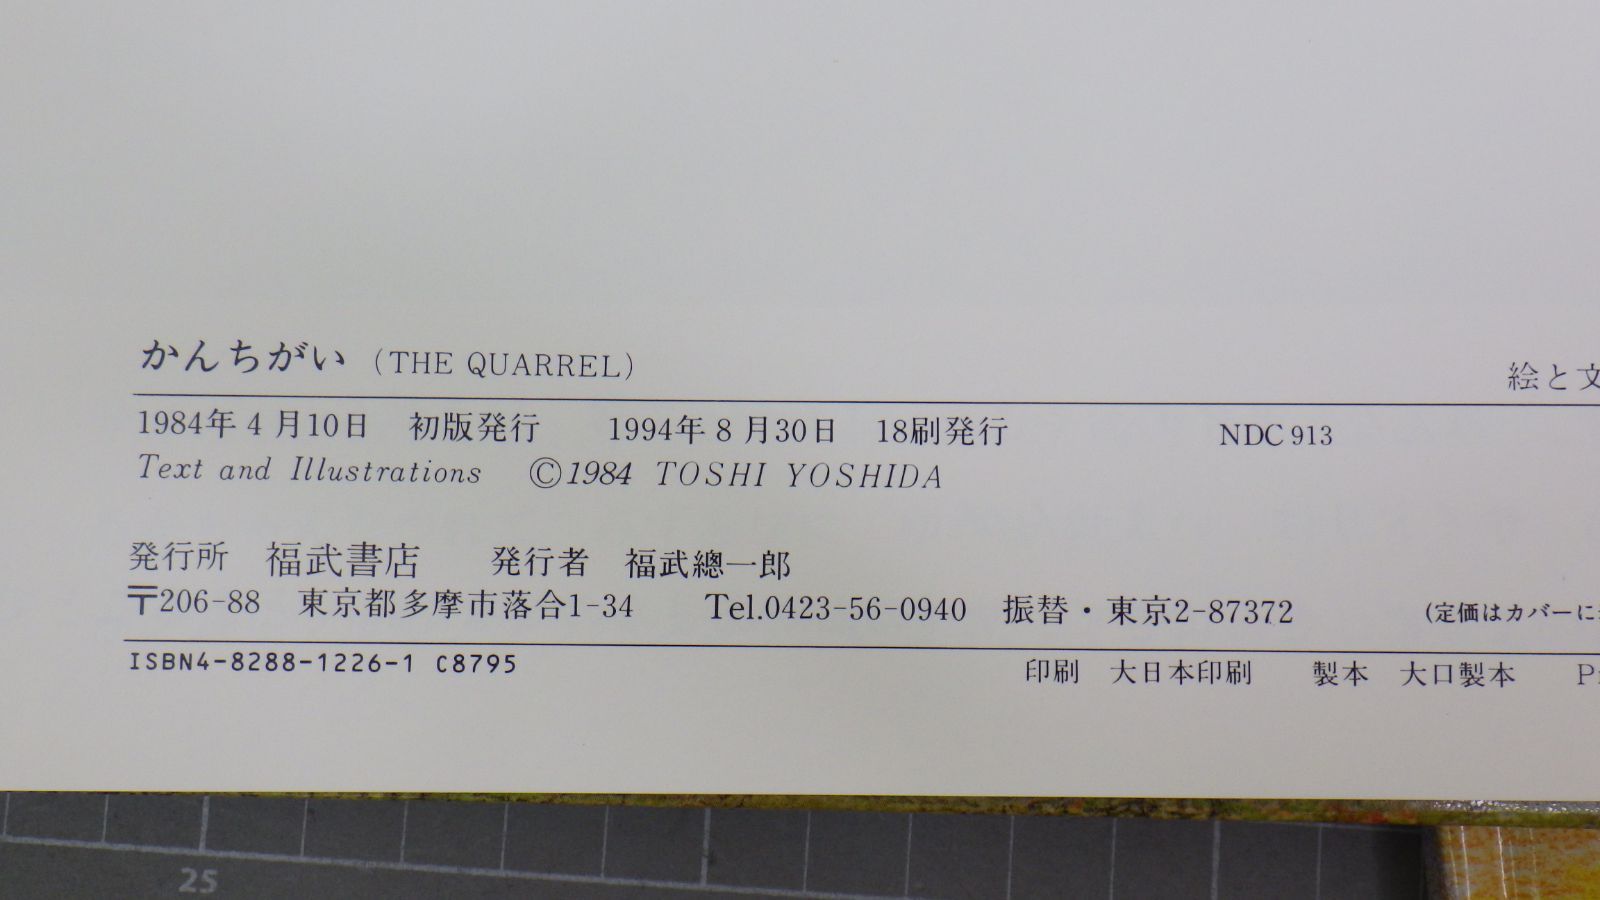 かんちがい (THE QUARREL) 絵と文
1984年4月10日 初版発行 1994年8月30日 18刷発行 NDC 913
Text and Illustrations ©1984 TOSHI YOSHIDA
発行所 福武書店 発行者 福武總一郎
〒206-88 東京都多摩市落合1-34 Tel.0423-56-0940 振替・東京2-87372 (定価はカバーに
ISBN4-8288-1226-1 C8795 印刷 大日本印刷 製本 大口製本
25